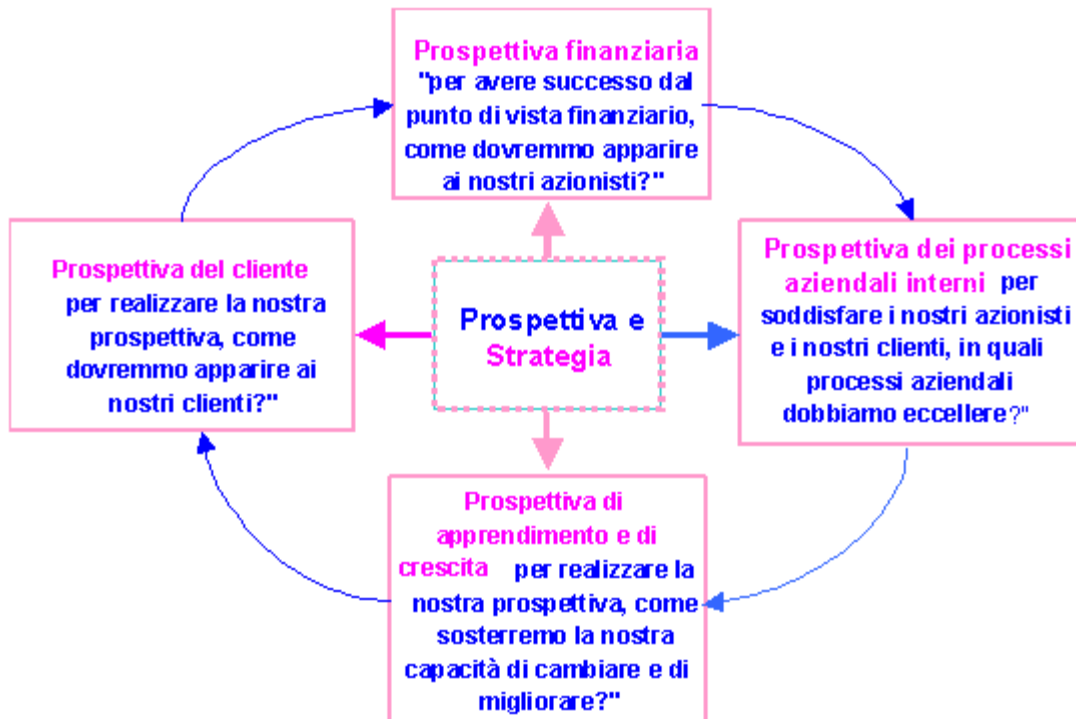 Prospettiva finanziaria
"per avere successo dal
punto di vista finanziario,
come dovremmo apparire
ai nostri azionisti?"
Prospettiva del cliente
per realizzare la nostra
prospettiva, come
dovremmo apparire ai
nostri clienti?"
Prospettiva e
Strategia
Prospettiva dei processi
aziendali interni per
soddisfare i nostri azionisti
e i nostri clienti, in quali
processi aziendali
dobbiamo eccellere?"
Prospettiva di
apprendimento e di
crescita per realizzare la
nostra prospettiva, come
sosterremo la nostra
capacità di cambiare e di
migliorare?"